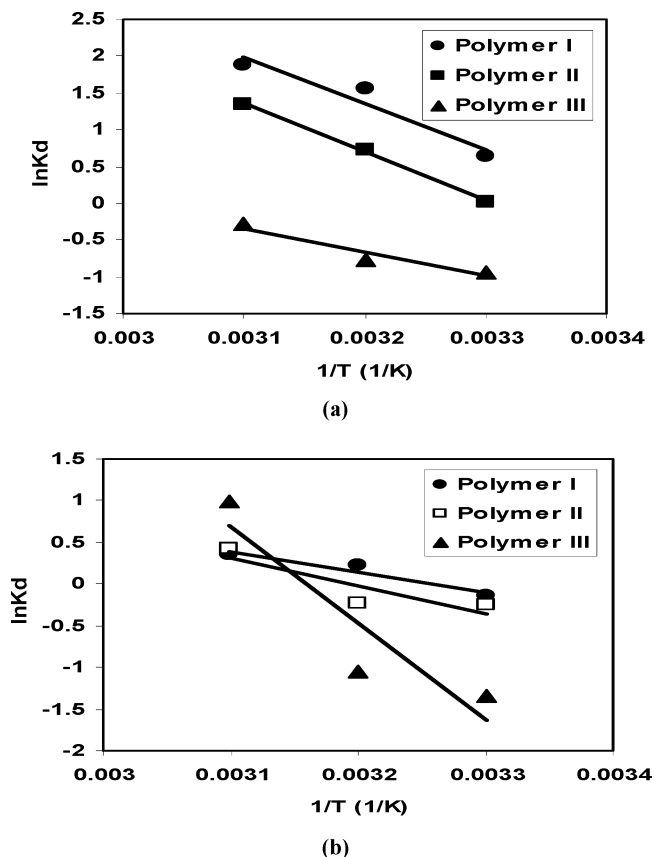 2.5
2
1.5
1
0.5
0
-0.5
-1
-1.5
lnKd
Polymer I
Polymer II
Polymer III
0.003 0.0031 0.0032 0.0033 0.0034
1/T (1/K)
(a)
1.5
1
0.5
0
-0.5
-1
-1.5
-2
lnKd
Polymer I
Polymer II
Polymer III
0.003 0.0031 0.0032 0.0033 0.0034
1/T (1/K)
(b)